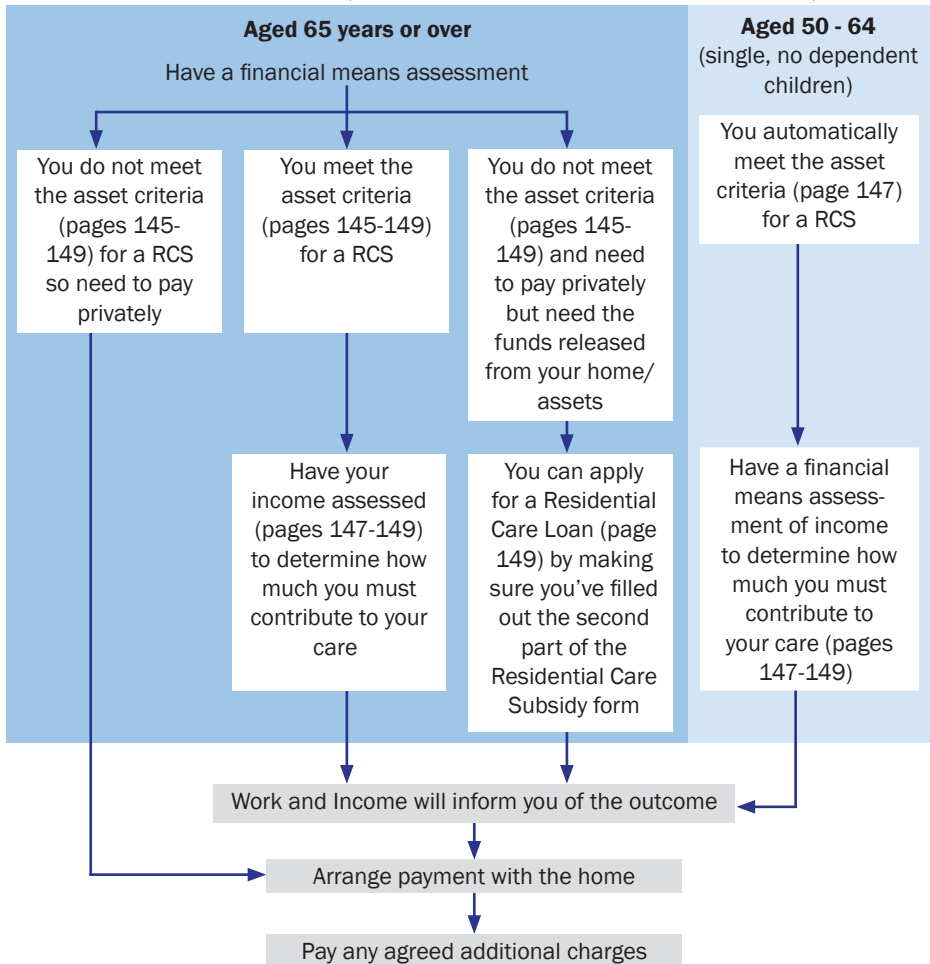 Aged 65 years or over
Have a financial means assessment
You do not meet
the asset criteria
(pages 145-
149) for a RCS
so need to pay
privately
You meet the
asset criteria
(pages 145-149)
for a RCS
You do not meet
the asset criteria
(pages 145-
149) and need
to pay privately
but need the
funds released
from your home/
assets
Have your
income assessed
(pages 147-149)
to determine how
much you must
contribute to your
care
You can apply
for a Residential
Care Loan (page
149) by making
sure you've filled
out the second
part of the
Residential Care
Subsidy form
Aged 50 - 64
(single, no dependent
children)
You automatically
meet the asset
criteria (page 147)
for a RCS
Have a financial
means assess-
ment of income
to determine how
much you must
contribute to
your care (pages
147-149)
Work and Income will inform you of the outcome
Arrange payment with the home
Pay any agreed additional charges